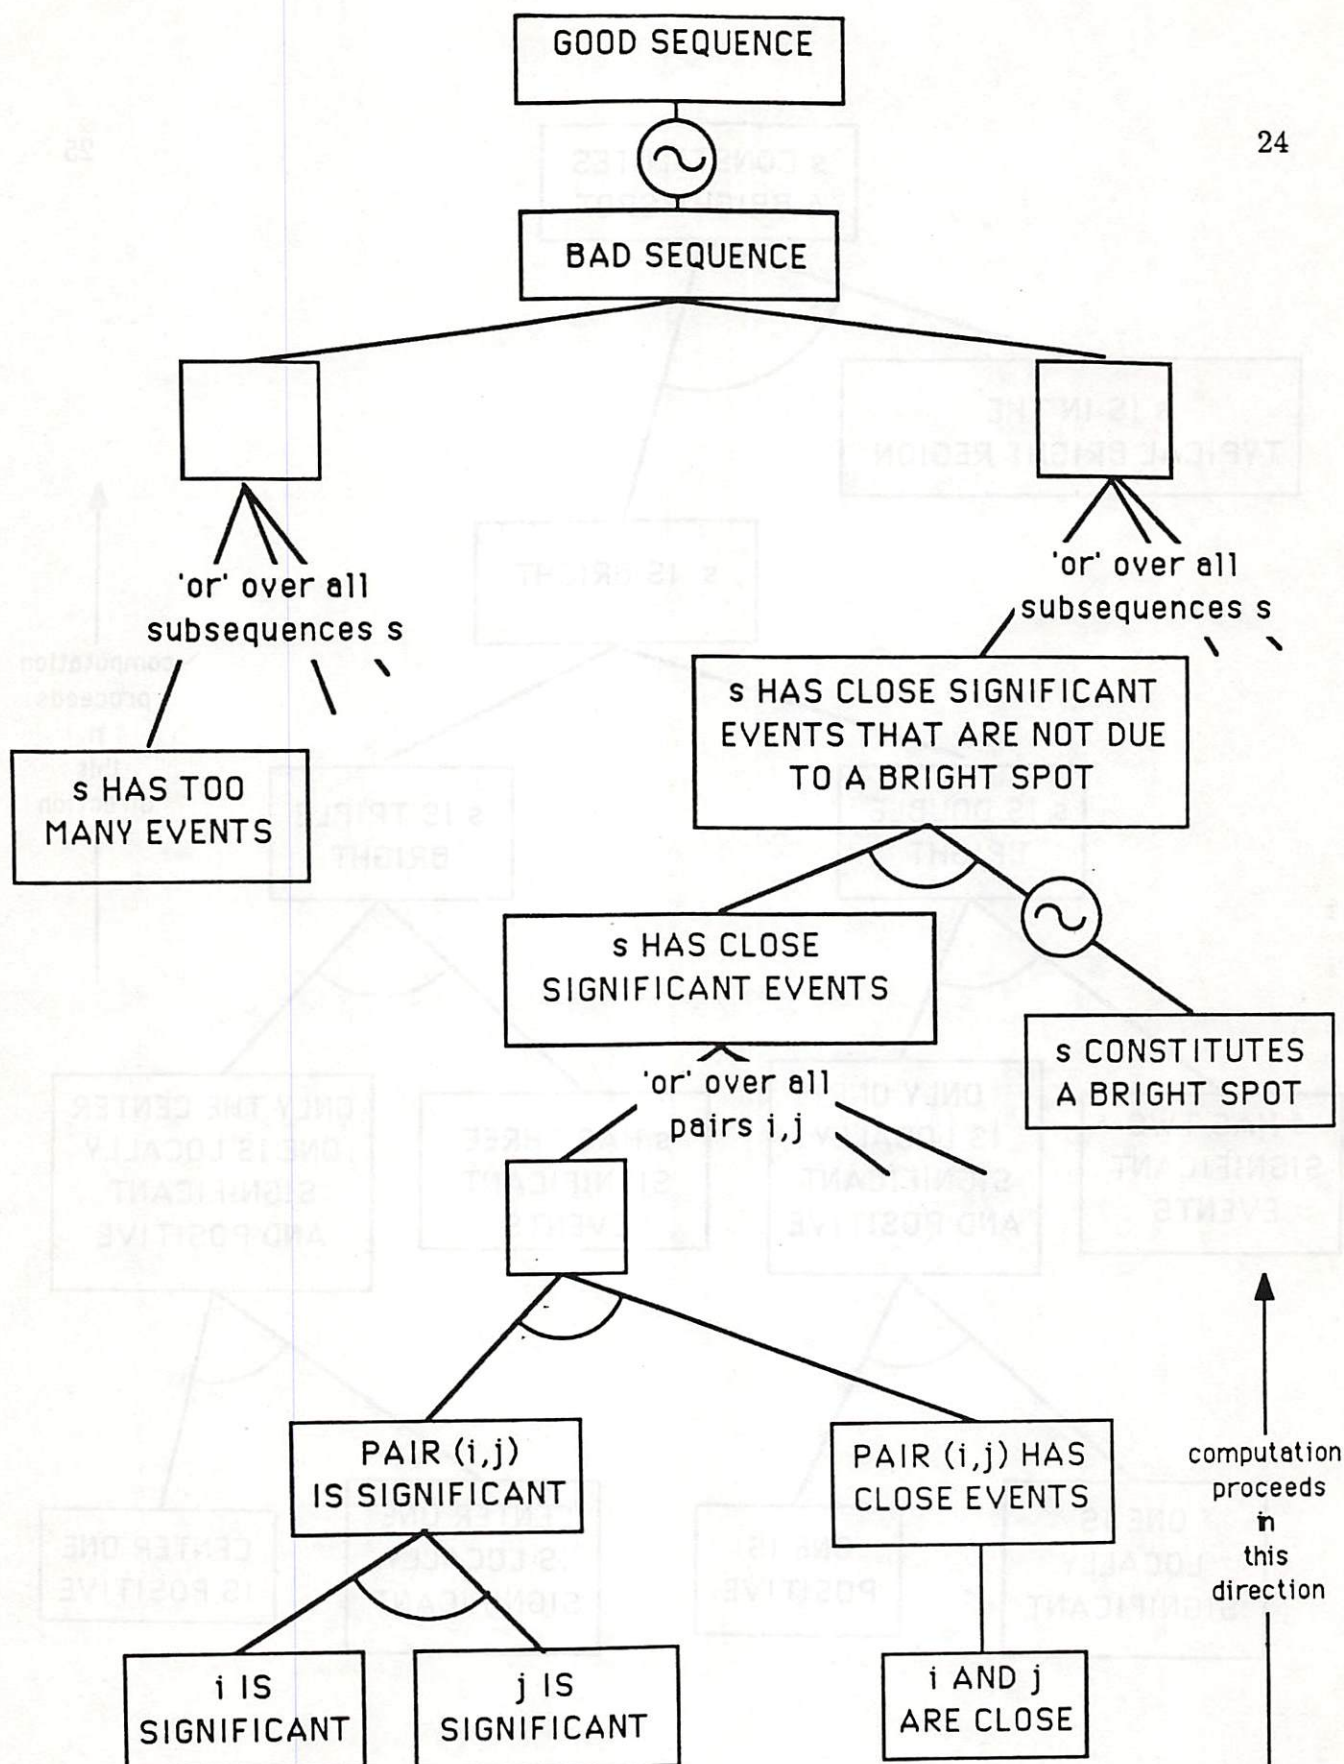 GOOD SEQUENCE
24
BAD SEQUENCE
'or' over all
subsequences s
'or' over all
subsequences s
s HAS CLOSE SIGNIFICANT
EVENTS THAT ARE NOT DUE
TO A BRIGHT SPOT
s HAS TOO
MANY EVENTS
s HAS CLOSE
SIGNIFICANT EVENTS
s CONSTITUTES
A BRIGHT SPOT
'or' over all
pairs i,j
PAIR (i,j)
IS SIGNIFICANT
PAIR (i,j) HAS
CLOSE EVENTS
computation
proceeds
in
this
direction
i IS
SIGNIFICANT
j IS
SIGNIFICANT
i AND j
ARE CLOSE